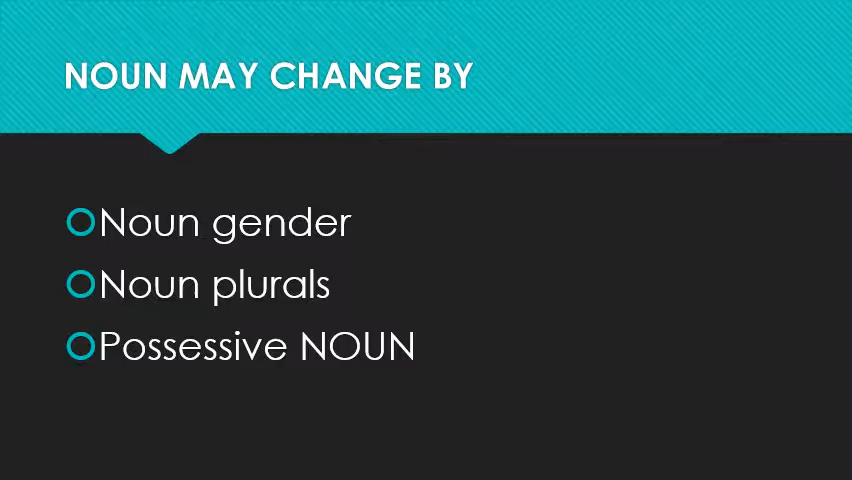 NOUN MAY CHANGE BY
Noun gender
Noun plurals
Possessive NOUN